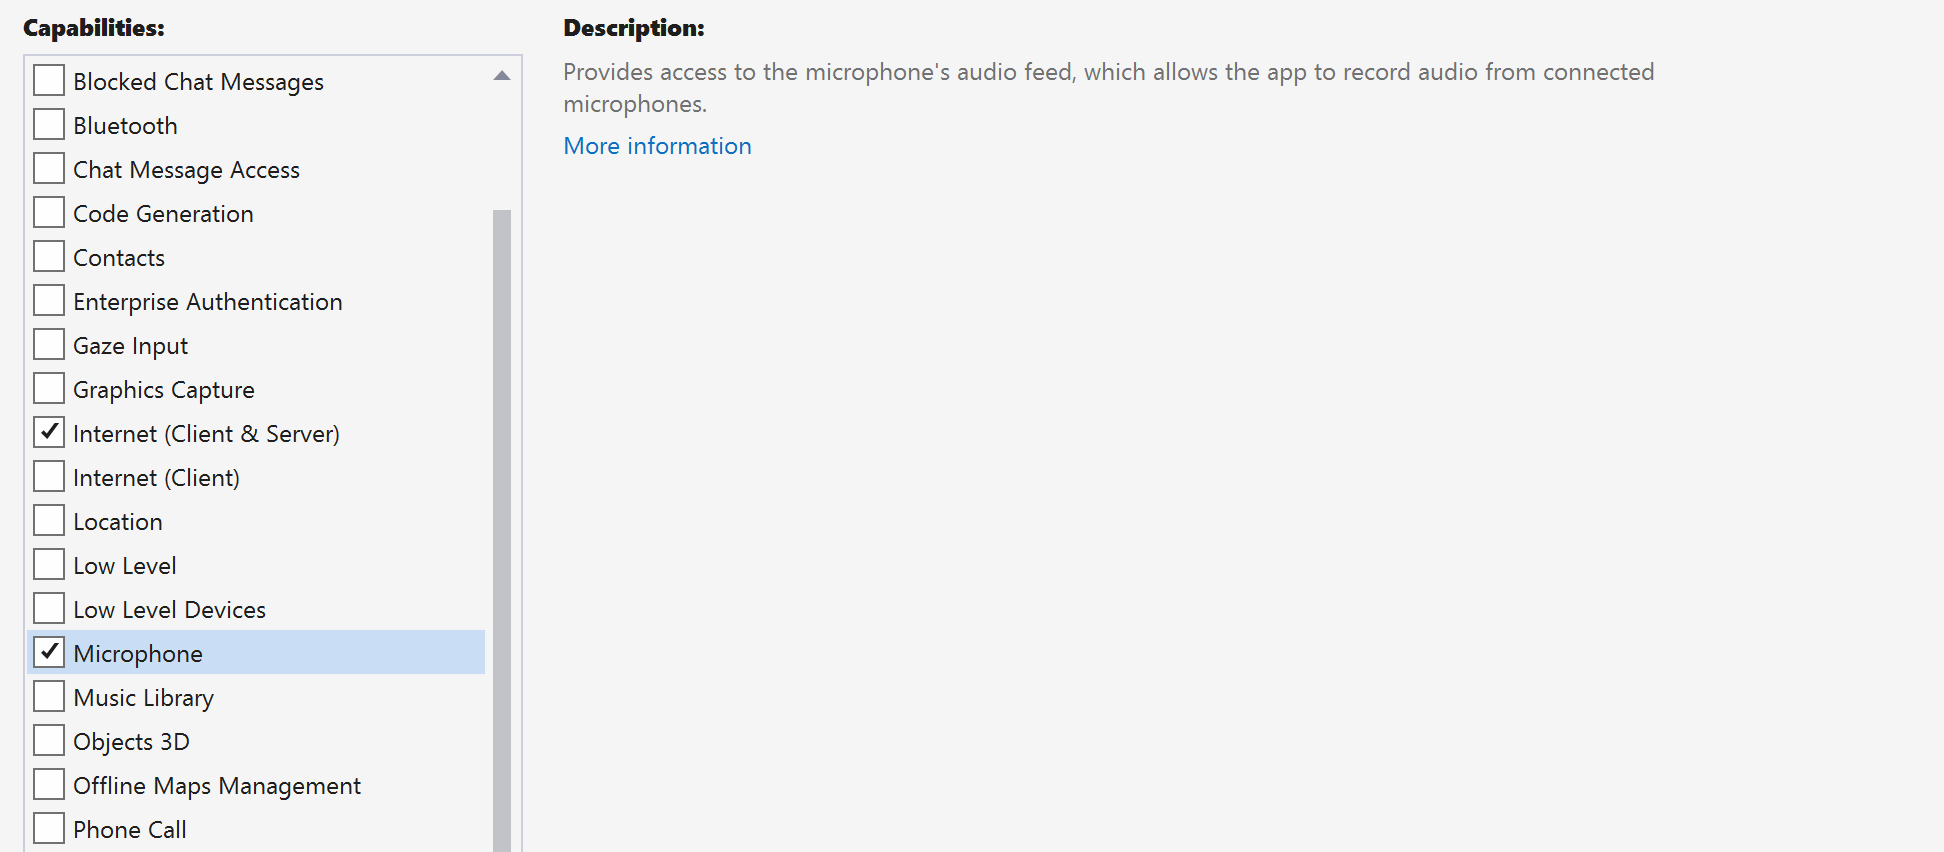 Capabilities:
Blocked Chat Messages
Bluetooth
Chat Message Access
Code Generation
Contacts
Enterprise Authentication
Gaze Input
Graphics Capture
Internet (Client & Server)
Internet (Client)
Location
Low Level
Low Level Devices
Microphone
Music Library
Objects 3D
Offline Maps Management
Phone Call
Description:
Provides access to the microphone's audio feed, which allows the app to record audio from connected
microphones.
More information